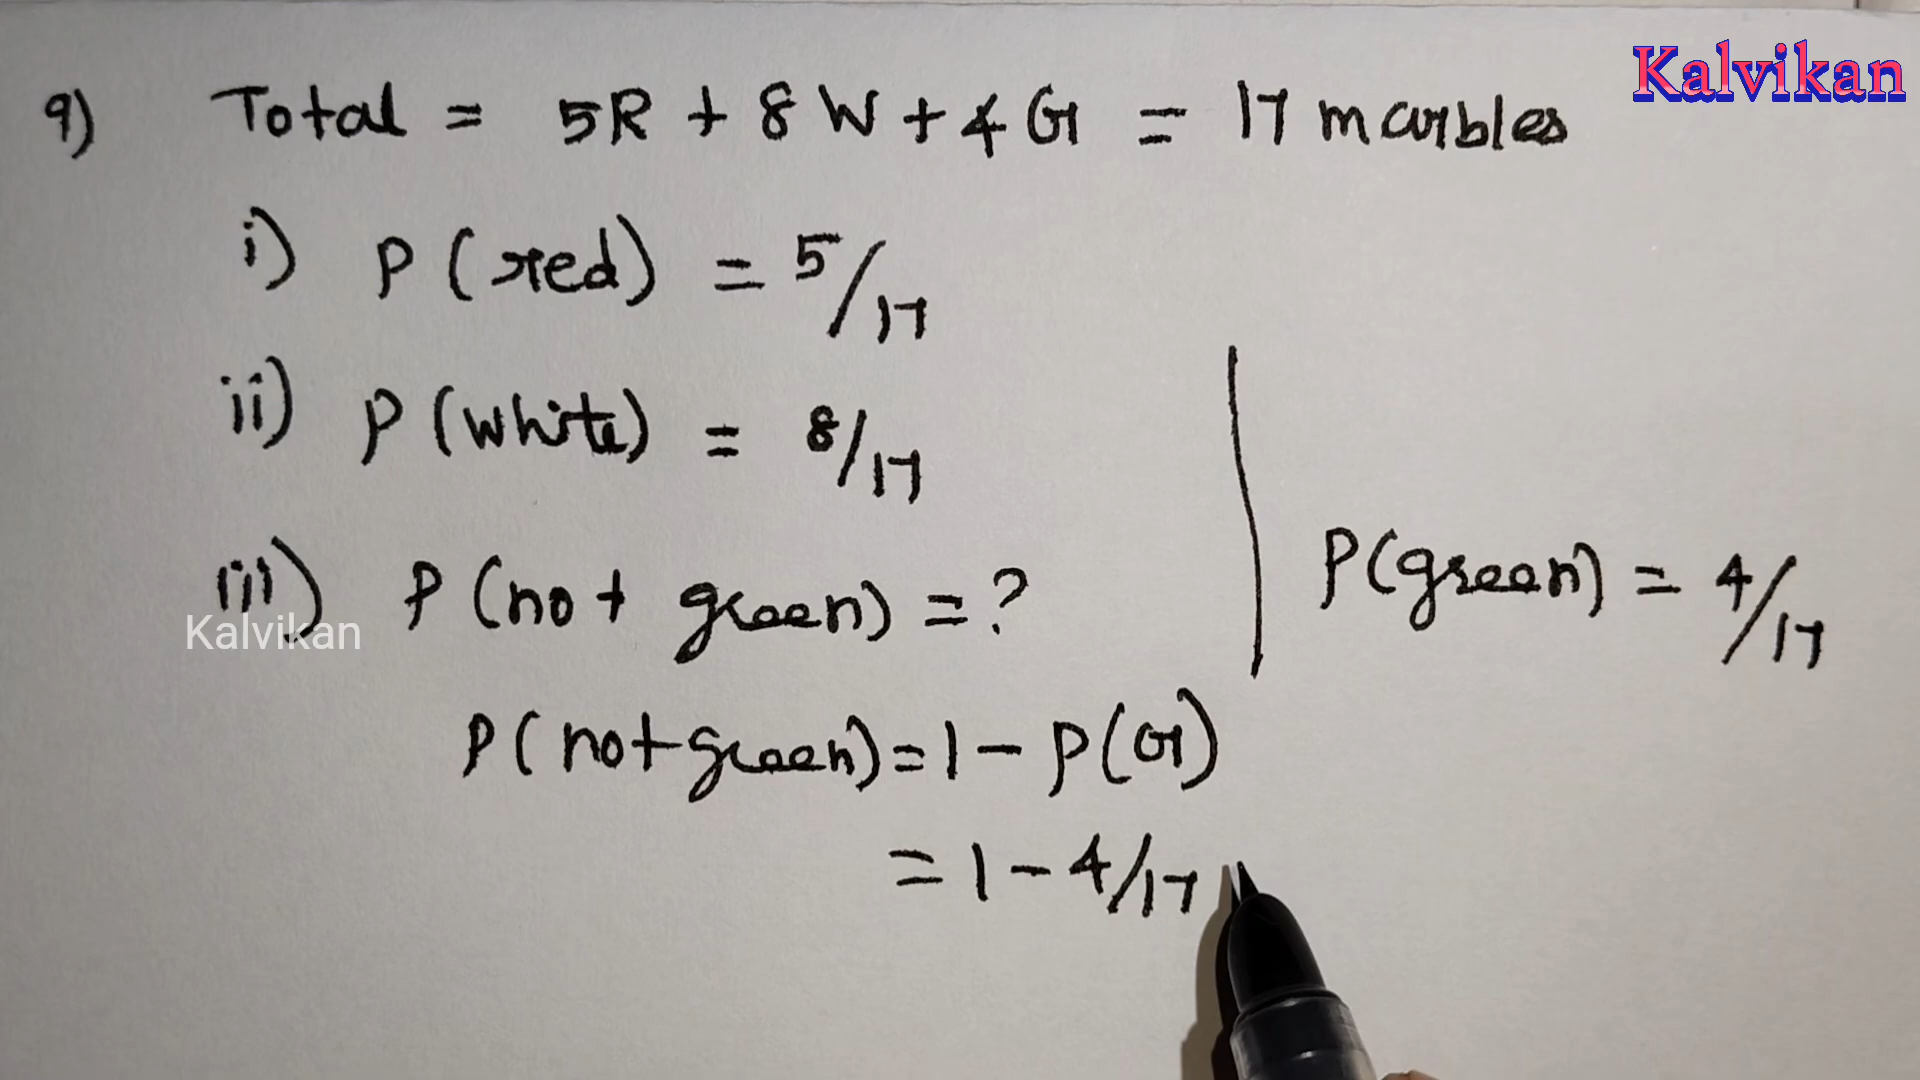 Kalvikan
9) Total = 5R + 8W + 4G = 17 marbles
i) P(red) = 5/17
ii) P(white) = 8/17
iii) P(not green) = ?
P(green) = 4/17
Kalvikan
P(not green) = 1 - P(G)
= 1 - 4/17